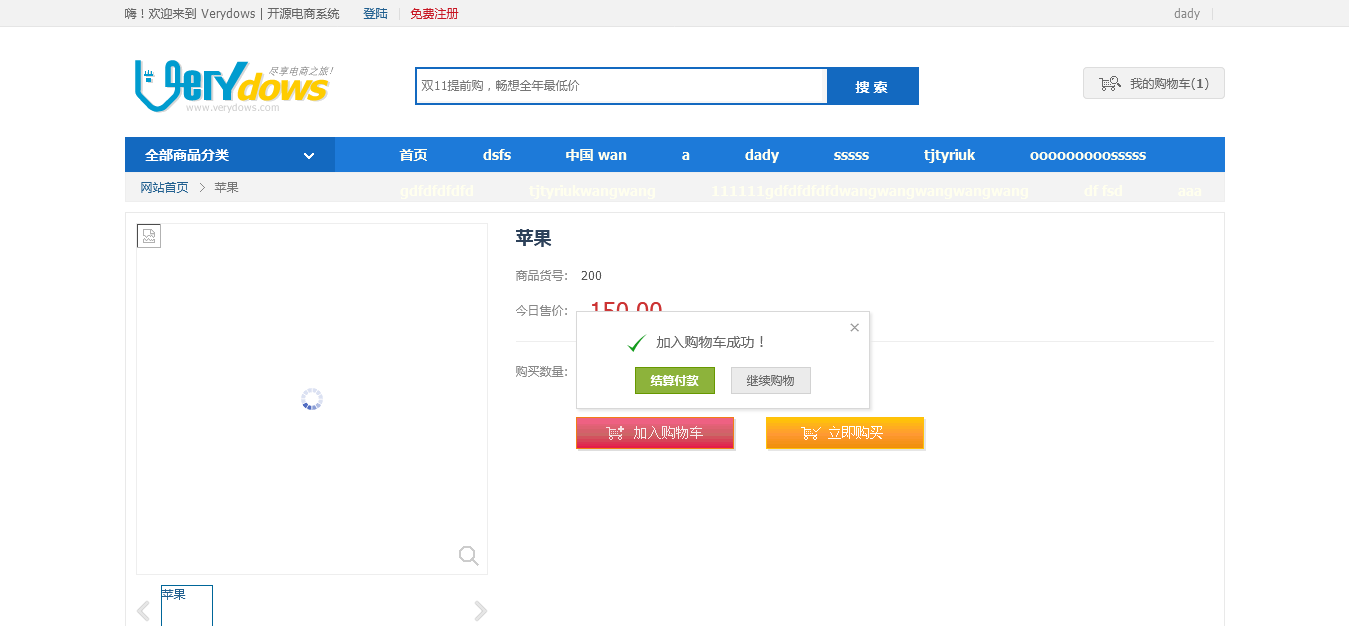 嗨！欢迎来到 Verydows | 开源电商系统 登陆 免费注册 dady
VeryDows 尽享电商之旅!
www.verydows.com
双11提前购，畅想全年最低价 搜 索 我的购物车(1)
全部商品分类 首页 dsfs 中国 wan a dady sssss tjtyriuk ooooooooosssss
网站首页 苹果 gdfdfdfdfd tjtyriukwangwang 111111gdfdfdfdfdwangwangwangwangwang df fsd aaa
苹果
商品货号： 200
今日售价： 150.00
加入购物车成功！
购买数量： 结算付款 继续购物
加入购物车 立即购买
苹果